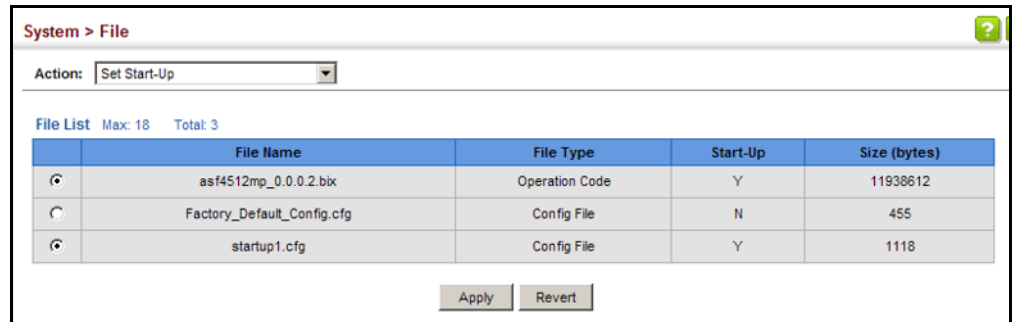 System > File
?
Action: Set Start-Up
File List Max: 18 Total: 3
File Name File Type Start-Up Size (bytes)
asf4512mp_0.0.0.2.bix Operation Code Y 11938612
Factory_Default_Config.cfg Config File N 455
startup1.cfg Config File Y 1118
Apply Revert